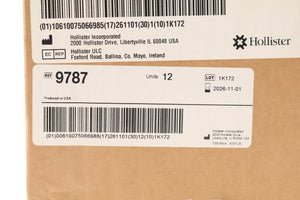 (01)10610075066985(17)261101(30)1(10)1K172
Hollister Incorporated
2000 Hollister Drive, Libertyville IL 60048 USA
Hollister
EC REP
Hollister ULC
Foxford Road, Ballina, Co. Mayo, Ireland
REF 9787
Units 12
LOT 1K172
2026-11-01
Produced in USA
(01)00610075066988(17)261101(30)12(10)1K172
Hollister Incorporated
2000 Hollister Drive
Libertyville, IL 60048 USA